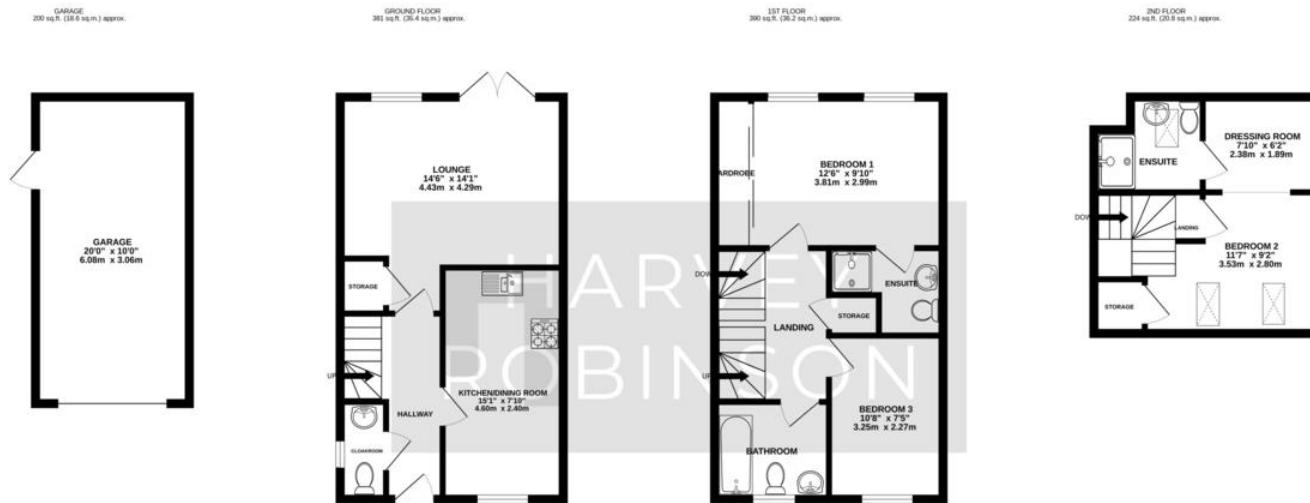 GARAGE
200 sq.ft. (18.6 sq.m.) approx.
GROUND FLOOR
381 sq.ft. (35.4 sq.m.) approx.
1ST FLOOR
390 sq.ft. (36.2 sq.m.) approx.
2ND FLOOR
224 sq.ft. (20.8 sq.m.) approx.
GARAGE
20'0" x 10'0"
6.08m x 3.06m
LOUNGE
14'6" x 14'1"
4.43m x 4.29m
STORAGE
UP
HALLWAY
CLOAKROOM
KITCHEN/DINING ROOM
15'1" x 7'10"
4.60m x 2.40m
BEDROOM 1
12'6" x 9'10"
3.81m x 2.99m
ARDROBE
DOW
ENSUITE
STORAGE
LANDING
UP
BEDROOM 3
10'8" x 7'5"
3.25m x 2.27m
BATHROOM
DRESSING ROOM
7'10" x 6'2"
2.38m x 1.89m
ENSUITE
DOW
LANDING
BEDROOM 2
11'7" x 9'2"
3.53m x 2.80m
STORAGE
HARVEY
ROBINSON